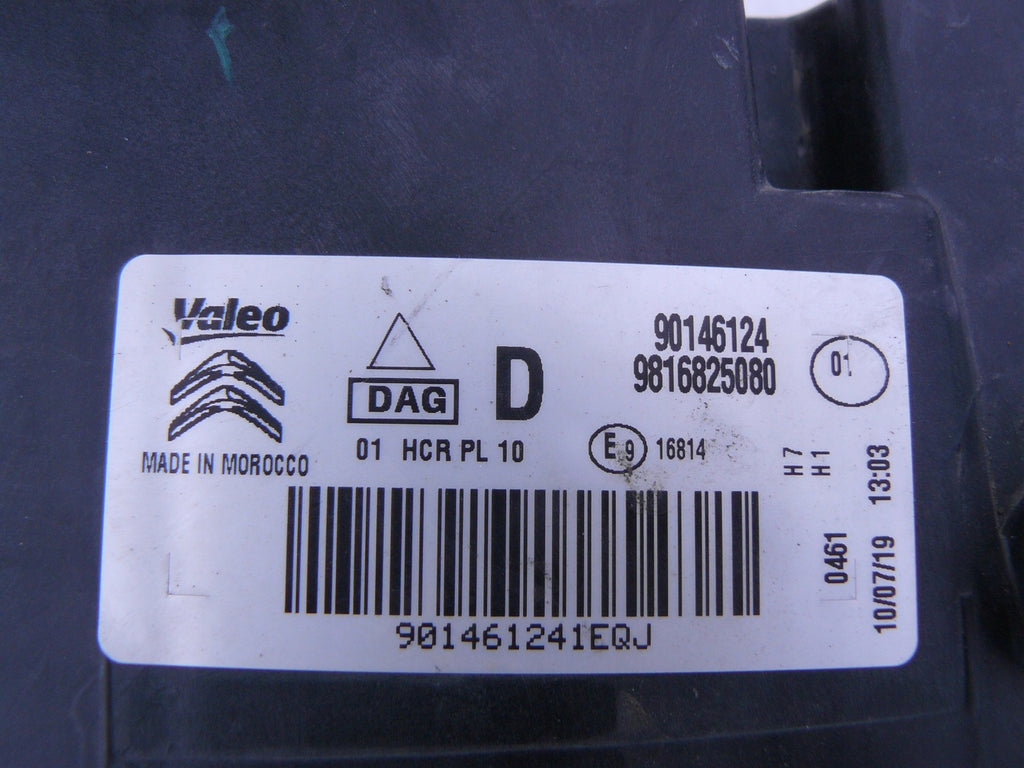 Valeo
MADE IN MOROCCO
DAG
01 HCR PL 10
D
90146124
9816825080
01
E 9 16814
H7
H1
0461
10/07/19 13:03
901461241EQJ